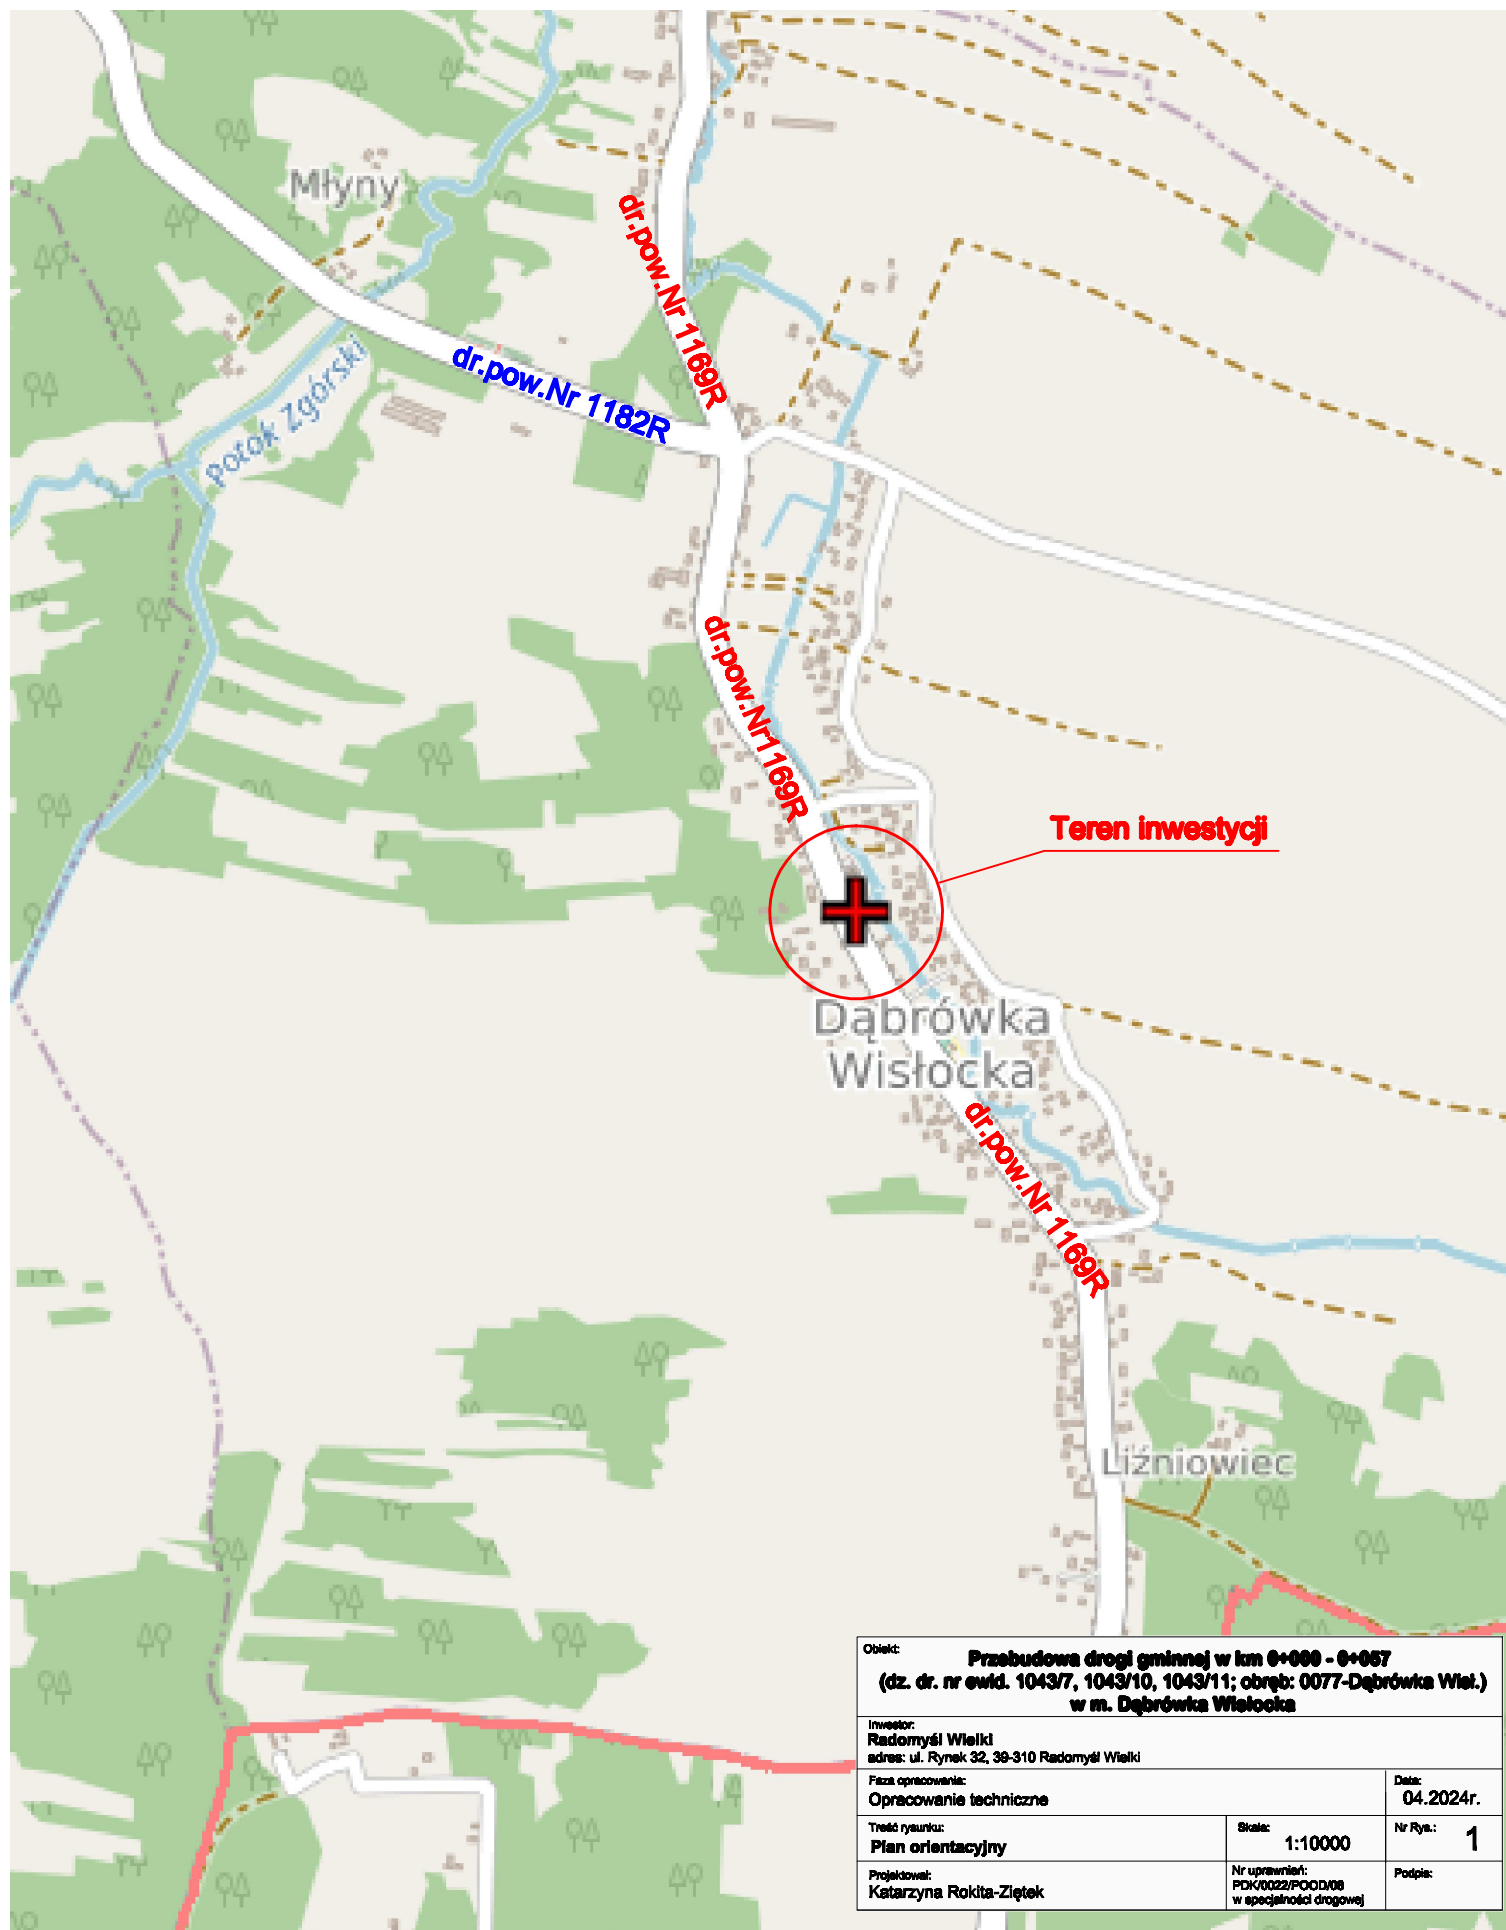 Młyny
dr.pow.Nr 1169R
Potok Zgórski
dr.pow.Nr 1182R
dr.pow.Nr1169R
Teren inwestycji
Dąbrówka
Wisłocka
dr.pow.Nr 1169R
Liźniowiec
Obiekt:
Przebudowa drogi gminnej w km 0+000 - 0+057
(dz. dr. nr ewid. 1043/7, 1043/10, 1043/11; obręb: 0077-Dąbrówka Wisł.)
w m. Dąbrówka Wisłocka
Inwestor:
Radomyśl Wielki
adres: ul. Rynek 32, 39-310 Radomyśl Wielki
Faza opracowania:
Opracowanie techniczne
Data:
04.2024r.
Treść rysunku:
Plan orientacyjny
Skala:
1:10000
Nr Rys.:
1
Projektował:
Katarzyna Rokita-Ziętek
Nr uprawnień:
PDK/0022/POOD/08
w specjalności drogowej
Podpis: